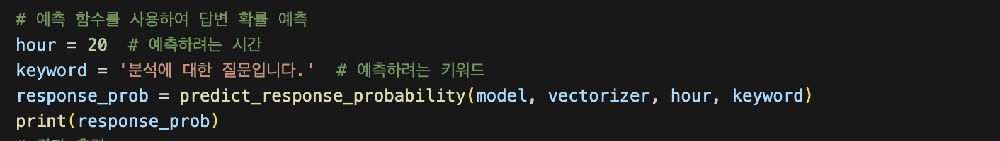 # 예측 함수를 사용하여 답변 확률 예측
hour = 20  # 예측하려는 시간
keyword = '분석에 대한 질문입니다.'  # 예측하려는 키워드
response_prob = predict_response_probability(model, vectorizer, hour, keyword)
print(response_prob)